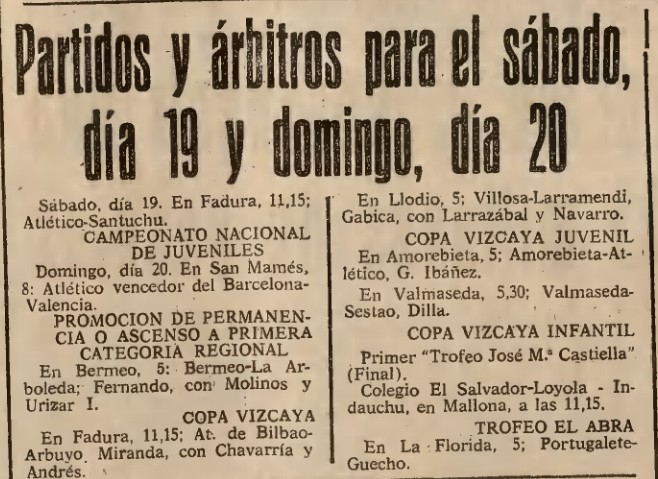 Partidos y árbitros para el sábado,
día 19 y domingo, día 20
Sábado, día 19. En Fadura, 11,15;
Atlético-Santuchu.
CAMPEONATO NACIONAL
DE JUVENILES
Domingo, día 20. En San Mamés,
8: Atlético vencedor del Barcelona-
Valencia.
PROMOCION DE PERMANEN-
CIA O ASCENSO A PRIMERA
CATEGORIA REGIONAL
En Bermeo, 5: Bermeo-La Ar-
boleda; Fernando, con Molinos y
Urizar I.
COPA VIZCAYA
En Fadura, 11,15; At. de Bilbao-
Arbuyo, Miranda, con Chavarría y
Andrés.
En Llodio, 5; Villosa-Larramendi,
Gabica, con Larrazábal y Navarro.
COPA VIZCAYA JUVENIL
En Amorebieta, 5; Amorebieta-At-
lético, G. Ibáñez.
En Valmaseda, 5,30; Valmaseda-
Sestao, Dilla.
COPA VIZCAYA INFANTIL
Primer "Trofeo José M.ª Castiella"
(Final).
Colegio El Salvador-Loyola - In-
dauchu, en Mallona, a las 11,15.
TROFEO EL ABRA
En La Florida, 5; Portugalete-
Guecho.